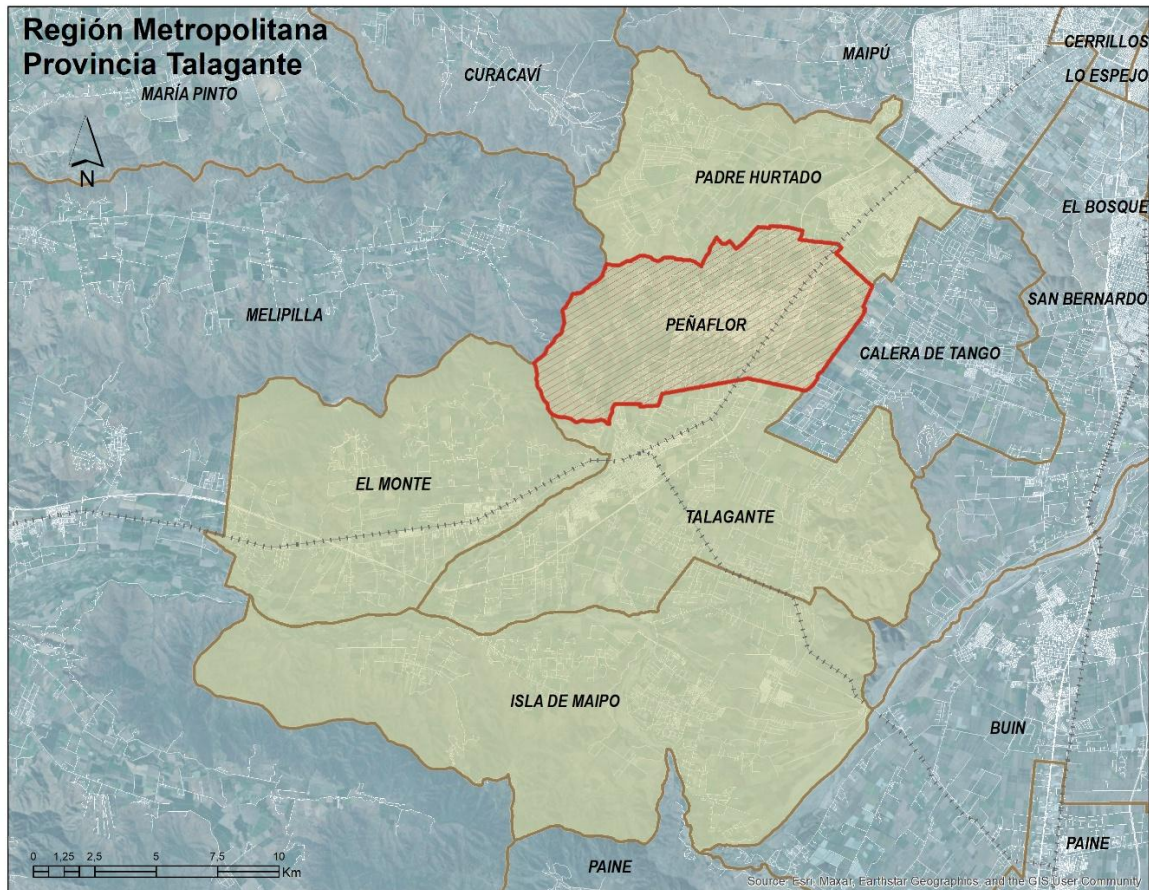 Región Metropolitana
Provincia Talagante
MARÍA PINTO
CURACAVÍ
MAIPÚ
CERRILLOS
LO ESPEJO
N
PADRE HURTADO
EL BOSQUE
MELIPILLA
PEÑAFLOR
SAN BERNARDO
CALERA DE TANGO
EL MONTE
TALAGANTE
ISLA DE MAIPO
BUIN
PAINE
PAINE
0 1,25 2,5 5 7,5 10
Km
Source: Esri, Maxar, Earthstar Geographics, and the GIS User Community